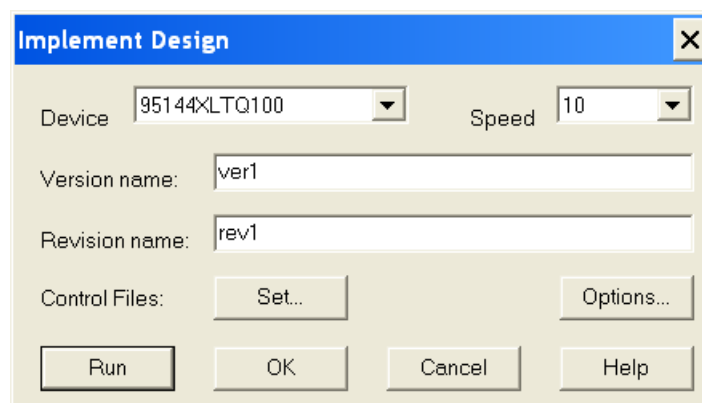 Implement Design
Device 95144XLTQ100 Speed 10
Version name: ver1
Revision name: rev1
Control Files: Set... Options...
Run OK Cancel Help